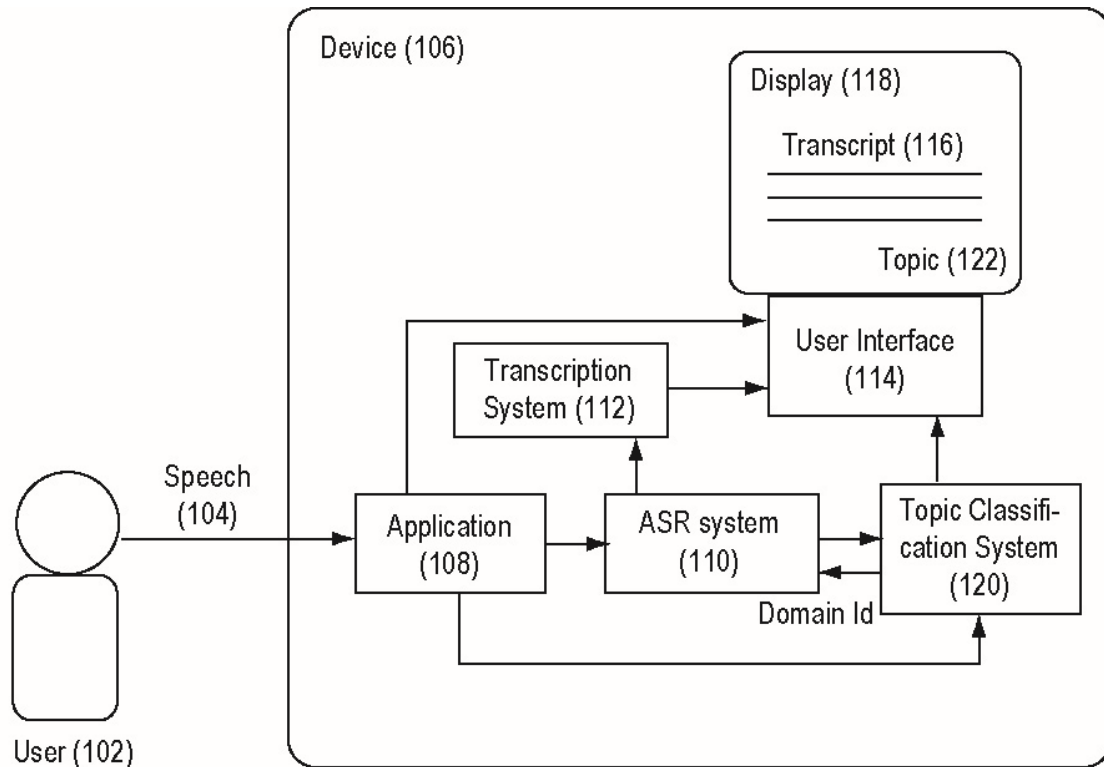 Device (106)
Display (118)
Transcript (116)
Topic (122)
User Interface
(114)
Transcription
System (112)
Speech
(104)
Application
(108)
ASR system
(110)
Topic Classifi-
cation System
(120)
Domain Id
User (102)